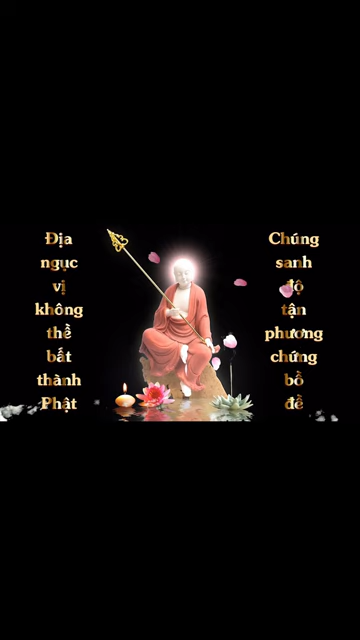 Địa
ngục
vị
không
thề
bất
thành
Phật
Chúng
sanh
độ
tận
phương
chứng
bồ
đề